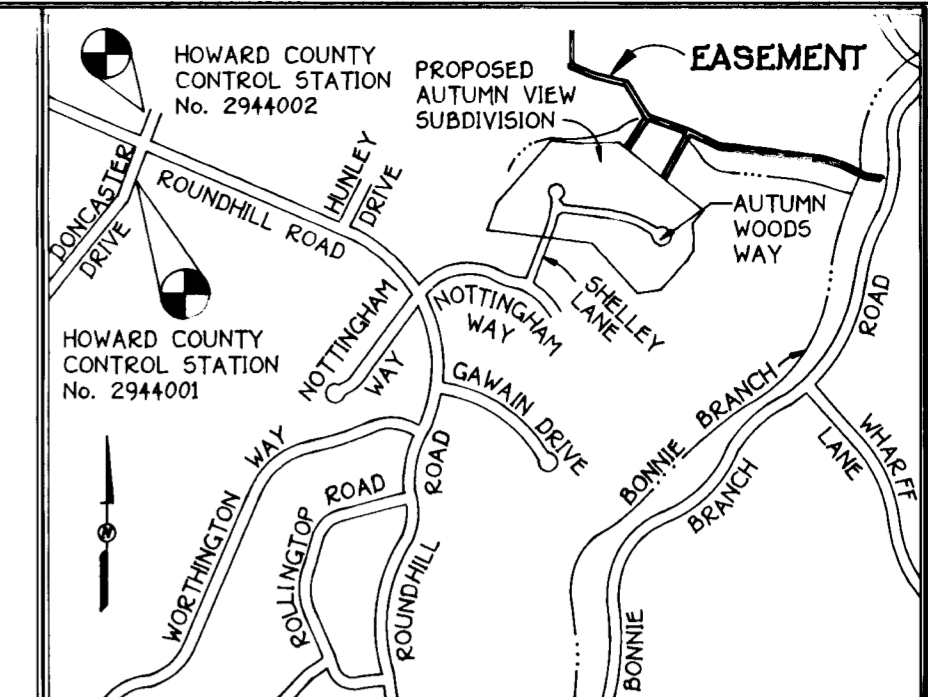 HOWARD COUNTY
CONTROL STATION
No. 2944002
PROPOSED
AUTUMN VIEW
SUBDIVISION
EASEMENT
DONCASTER
DRIVE
ROUNDHILL ROAD
HUNLEY
DRIVE
AUTUMN
WOODS
WAY
SHELLEY
LANE
NOTTINGHAM
WAY
NOTTINGHAM
WAY
HOWARD COUNTY
CONTROL STATION
No. 2944001
GAWAIN DRIVE
ROAD
BONNIE BRANCH
WHARFF
LANE
WORTHINGTON WAY
ROLLINGTOP ROAD
ROUNDHILL ROAD
BRANCH
BONNIE
N